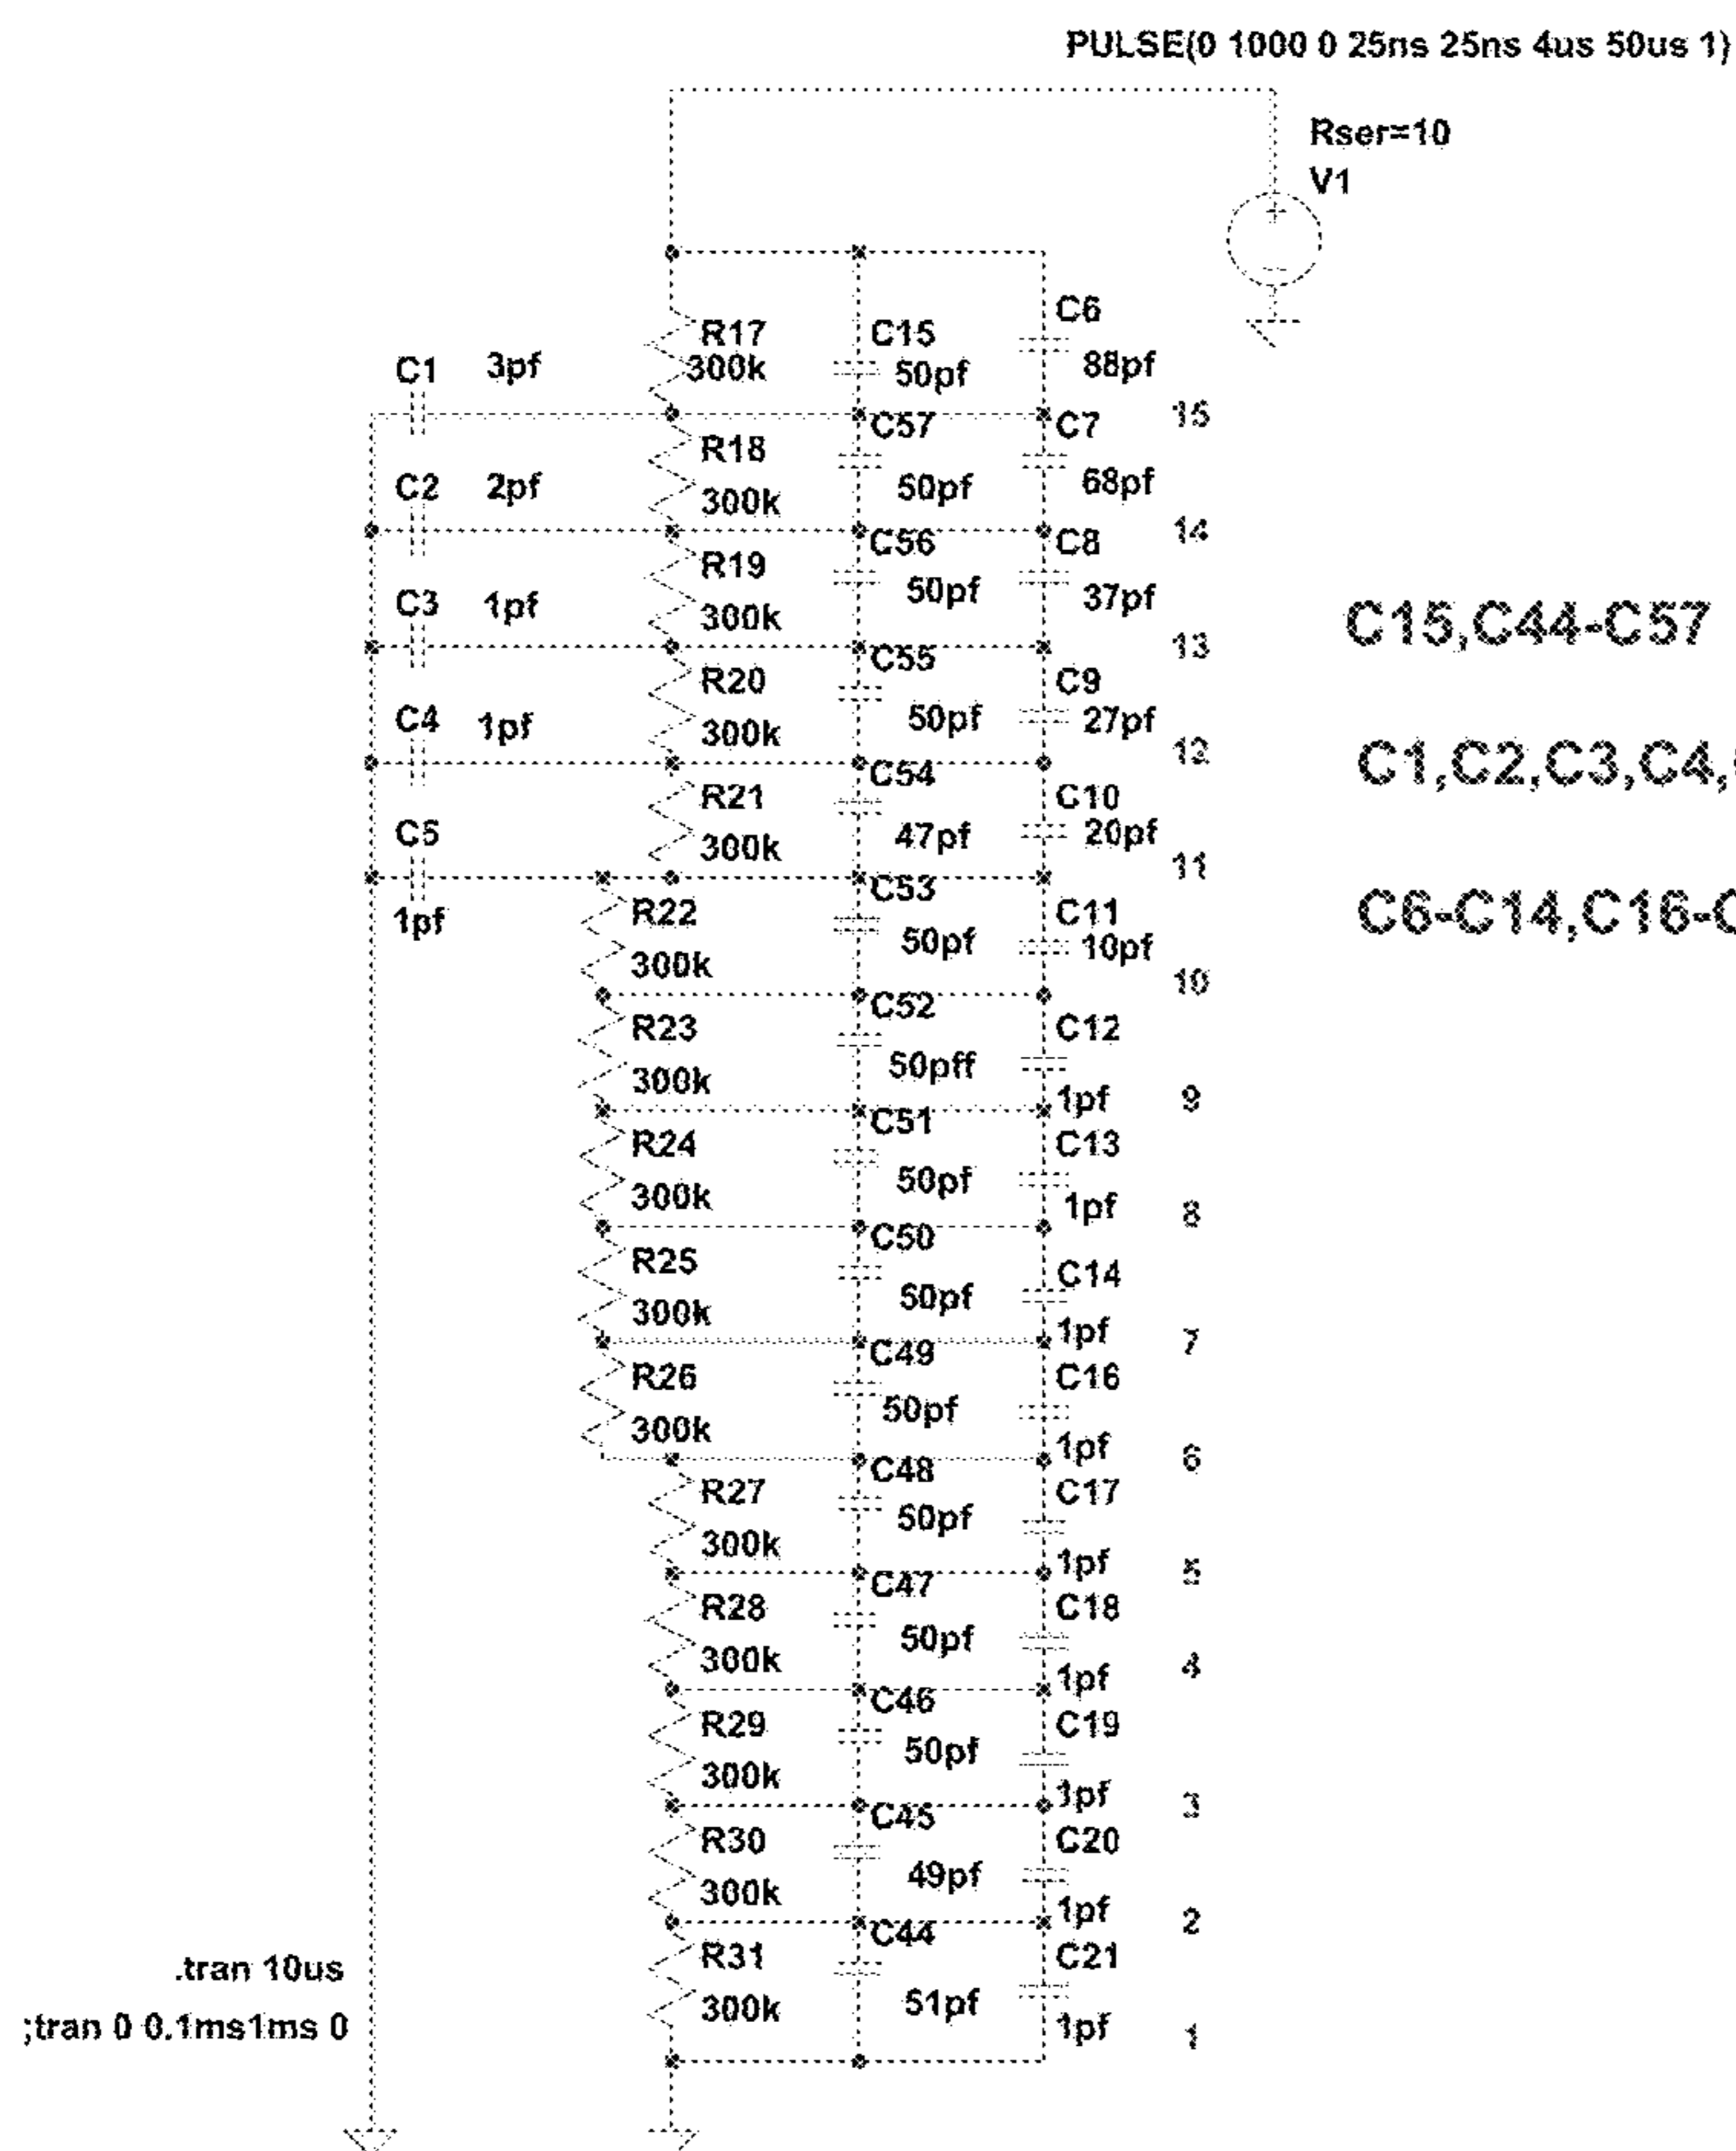 PULSE(0 1000 0 25ns 25ns 4us 50us 1)
Rser=10
V1
C1 3pf
R17
300k
C15
50pf
C6
88pf
15
C2 2pf
R18
300k
C57
50pf
C7
68pf
14
C3 1pf
R19
300k
C56
50pf
C8
37pf
13
C4 1pf
R20
300k
C55
50pf
C9
27pf
12
C5
1pf
R21
300k
C54
47pf
C10
20pf
11
R22
300k
C53
50pf
C11
10pf
10
R23
300k
C52
50pff
C12
1pf
9
R24
300k
C51
50pf
C13
1pf
8
R25
300k
C50
50pf
C14
1pf
7
R26
300k
C49
50pf
C16
1pf
6
R27
300k
C48
50pf
C17
1pf
5
R28
300k
C47
50pf
C18
1pf
4
R29
300k
C46
50pf
C19
1pf
3
R30
300k
C45
49pf
C20
1pf
2
R31
300k
C44
51pf
C21
1pf
1
C15,C44-C57
C1,C2,C3,C4,
C6-C14,C16-
.tran 10us
;tran 0 0.1ms1ms 0